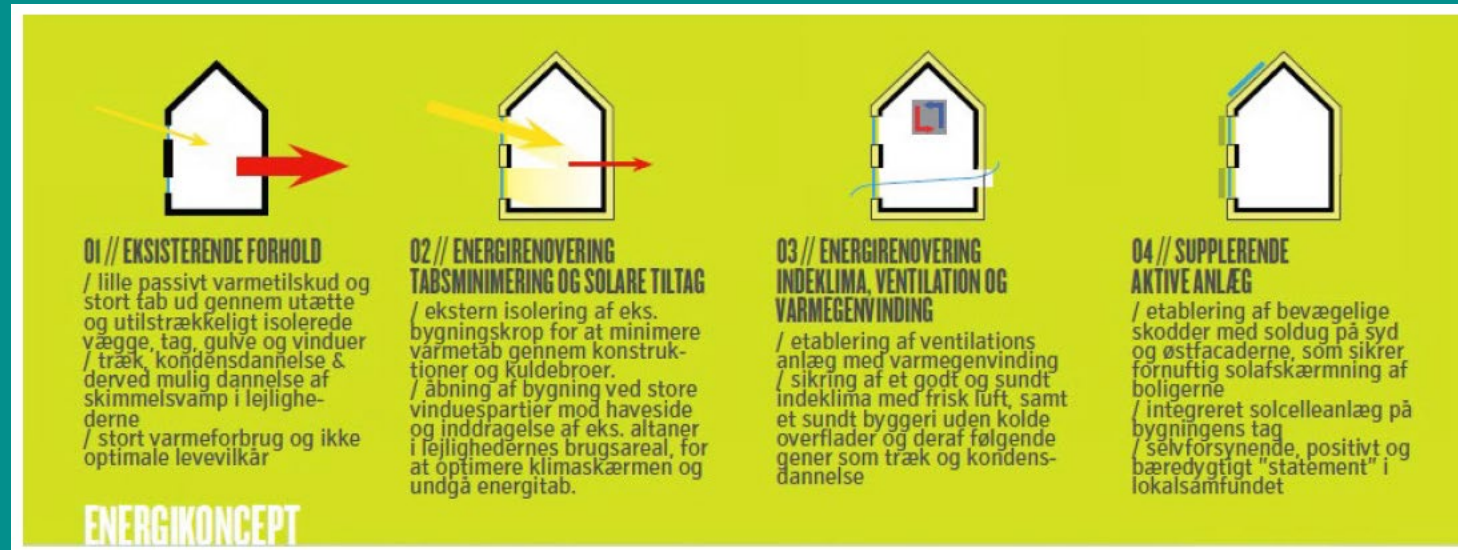 01 // EKSISTERENDE FORHOLD
/ lille passivt varmetilskud og
stort tab ud gennem utætte
og utilstrækkeligt isolerede
vægge, tag, gulve og vinduer
/ træk, kondensdannelse &
derved mulig dannelse af
skimmelsvamp i lejlighe-
derne
/ stort varmeforbrug og ikke
optimale levevilkår
02 // ENERGIRENOVERING
TABSMINIMERING OG SOLARE TILTAG
/ ekstern isolering af eks.
bygningskrop for at minimere
varmetab gennem konstruk-
tioner og kuldebroer.
/ åbning af bygning ved store
vinduespartier mod haveside
og inddragelse af eks. altaner
i lejlighedernes brugsareal, for
at optimere klimaskærmen og
undgå energitab.
03 // ENERGIRENOVERING
INDEKLIMA, VENTILATION OG
VARMEGENVINDING
/ etablering af ventilations
anlæg med varmegenvinding
/ sikring af et godt og sundt
indeklima med frisk luft, samt
et sundt byggeri uden kolde
overflader og deraf følgende
gener som træk og kondens-
dannelse
04 // SUPPLERENDE
AKTIVE ANLÆG
/ etablering af bevægelige
skodder med soldug på syd
og østfacaderne, som sikrer
fornuftig solafskærmning af
boligerne
/ integreret solcelleanlæg på
bygningens tag
/ selvforsynende, positivt og
bæredygtigt "statement" i
lokalsamfundet
ENERGIKONCEPT